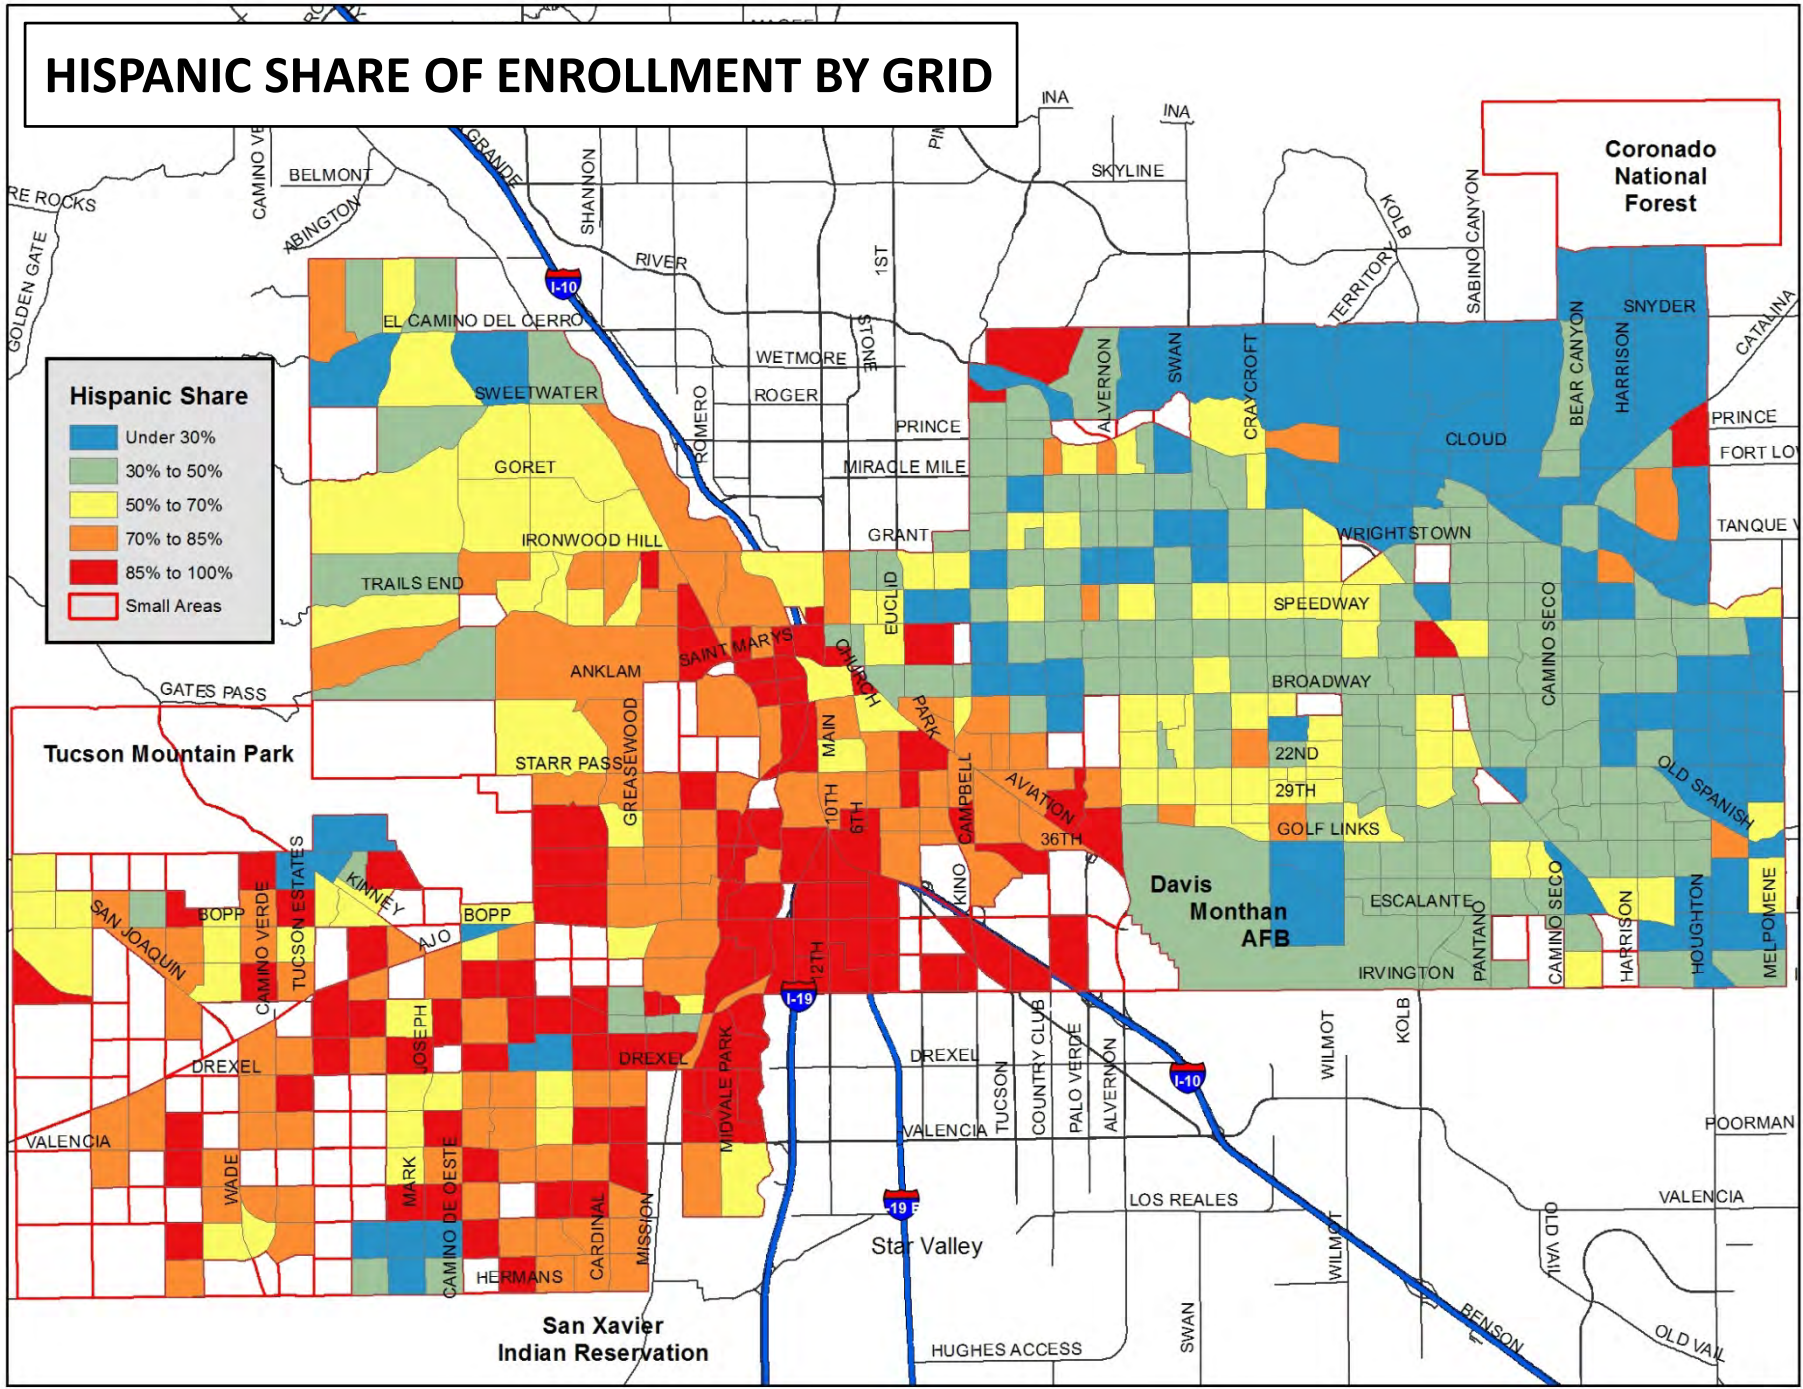 HISPANIC SHARE OF ENROLLMENT BY GRID
INA
INA
GRANDE
SHANNON
BELMONT
SKYLINE
Coronado
National
Forest
RE ROCKS
ABINGTON
KOLB
SABINO CANYON
GOLDEN GATE
RIVER
1ST
TERRITORY
I-10
SNYDER
CATALINA
EL CAMINO DEL CERRO
STONE
WETMORE
ALVERNON
SWAN
CRAYCROFT
BEAR CANYON
HARRISON
Hispanic Share
Under 30%
30% to 50%
50% to 70%
70% to 85%
85% to 100%
Small Areas
SWEETWATER
ROGER
ROMERO
PRINCE
PRINCE
CLOUD
GORET
MIRACLE MILE
FORT LO
IRONWOOD HILL
GRANT
WRIGHTSTOWN
TANQUE V
TRAILS END
EUCLID
SPEEDWAY
CAMINO SECO
SAINT MARYS
CHURCH
ANKLAM
BROADWAY
GATES PASS
GREASEWOOD
MAIN
PARK
Tucson Mountain Park
STARR PASS
22ND
OLD SPANISH
10TH
6TH
CAMPBELL
AVIATION
29TH
36TH
GOLF LINKS
TUCSON ESTATES
KINNEY
KINO
Davis
Monthan
AFB
ESCALANTE
CAMINO SECO
HARRISON
HOUGHTON
MELPOMENE
SAN JOAQUIN
BOPP
CAMINO VERDE
BOPP
AJO
12TH
PANTANO
IRVINGTON
I-19
JOSEPH
DREXEL
DREXEL
MIDVALE PARK
DREXEL
TUCSON
COUNTRY CLUB
PALO VERDE
ALVERNON
I-10
WILMOT
KOLB
VALENCIA
VALENCIA
POORMAN
WADE
MARK
CAMINO DE OESTE
CARDINAL
MISSION
LOS REALES
VALENCIA
Star Valley
WILMOT
OLD VAIL
HERMANS
San Xavier
Indian Reservation
SWAN
BENSON
OLD VAIL
HUGHES ACCESS